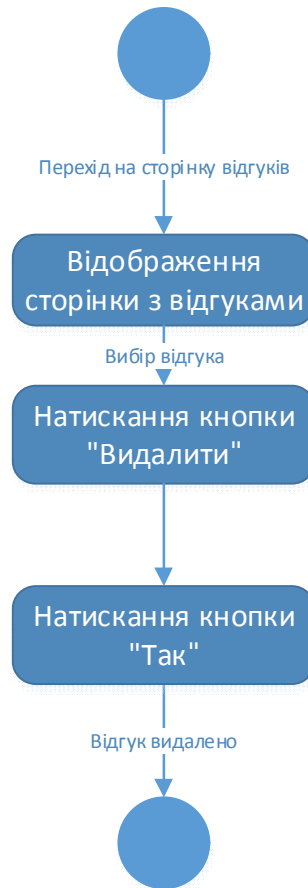 Перехід на сторінку відгуків
Відображення
сторінки з відгуками
Вибір відгука
Натискання кнопки
"Видалити"
Натискання кнопки
"Так"
Відгук видалено